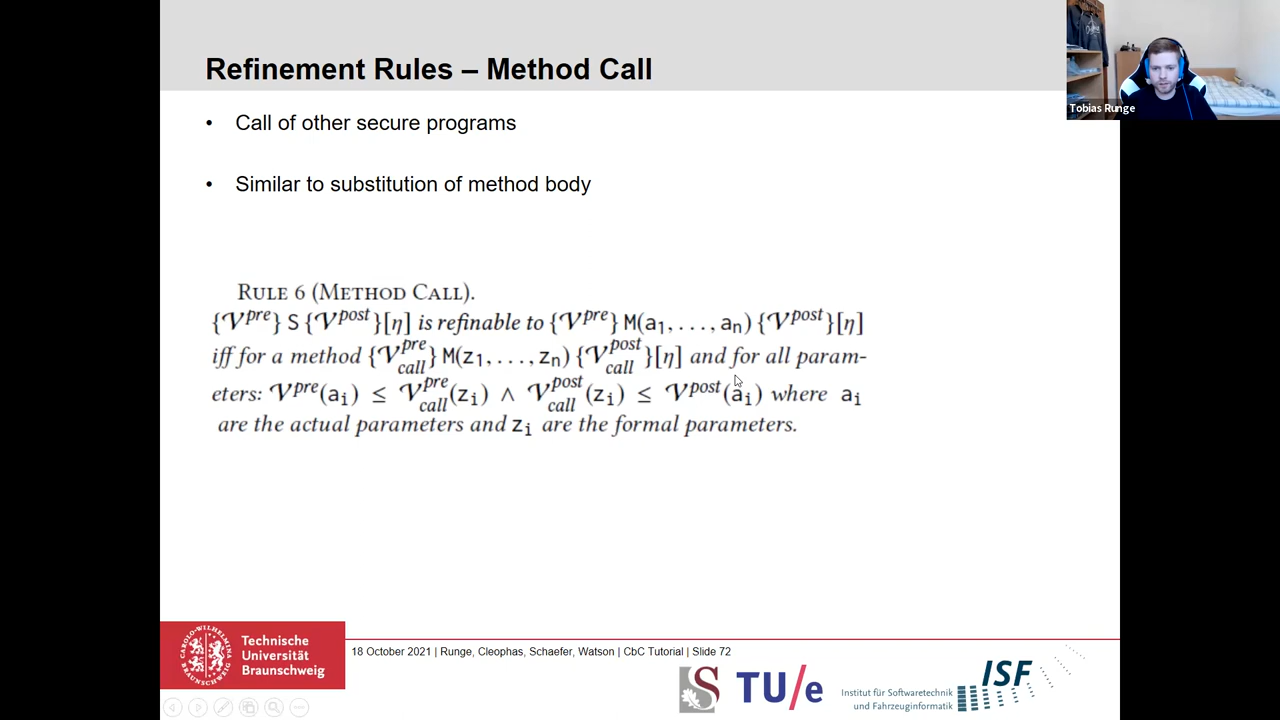 Refinement Rules – Method Call
Tobias Runge
• Call of other secure programs
• Similar to substitution of method body
RULE 6 (METHOD CALL).
{𝒱^pre} S {𝒱^post}[η] is refinable to {𝒱^pre} M(a₁, . . . , aₙ) {𝒱^post}[η]
iff for a method {𝒱^pre_call} M(z₁, . . . , zₙ) {𝒱^post_call}[η] and for all param-
eters: 𝒱^pre(aᵢ) ≤ 𝒱^pre_call(zᵢ) ∧ 𝒱^post_call(zᵢ) ≤ 𝒱^post(aᵢ) where aᵢ
are the actual parameters and zᵢ are the formal parameters.
Technische
Universität
Braunschweig
18 October 2021 | Runge, Cleophas, Schaefer, Watson | CbC Tutorial | Slide 72
S
TU/e
Institut für Softwaretechnik
und Fahrzeuginformatik
ISF